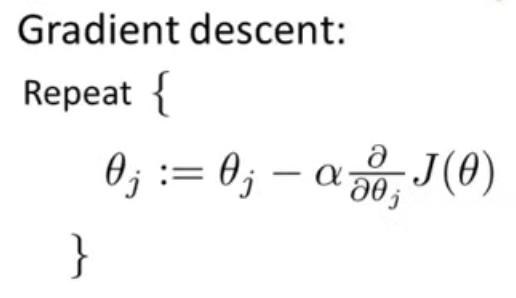 Gradient descent:
Repeat {
θⱼ := θⱼ − α ∂/∂θⱼ J(θ)
}